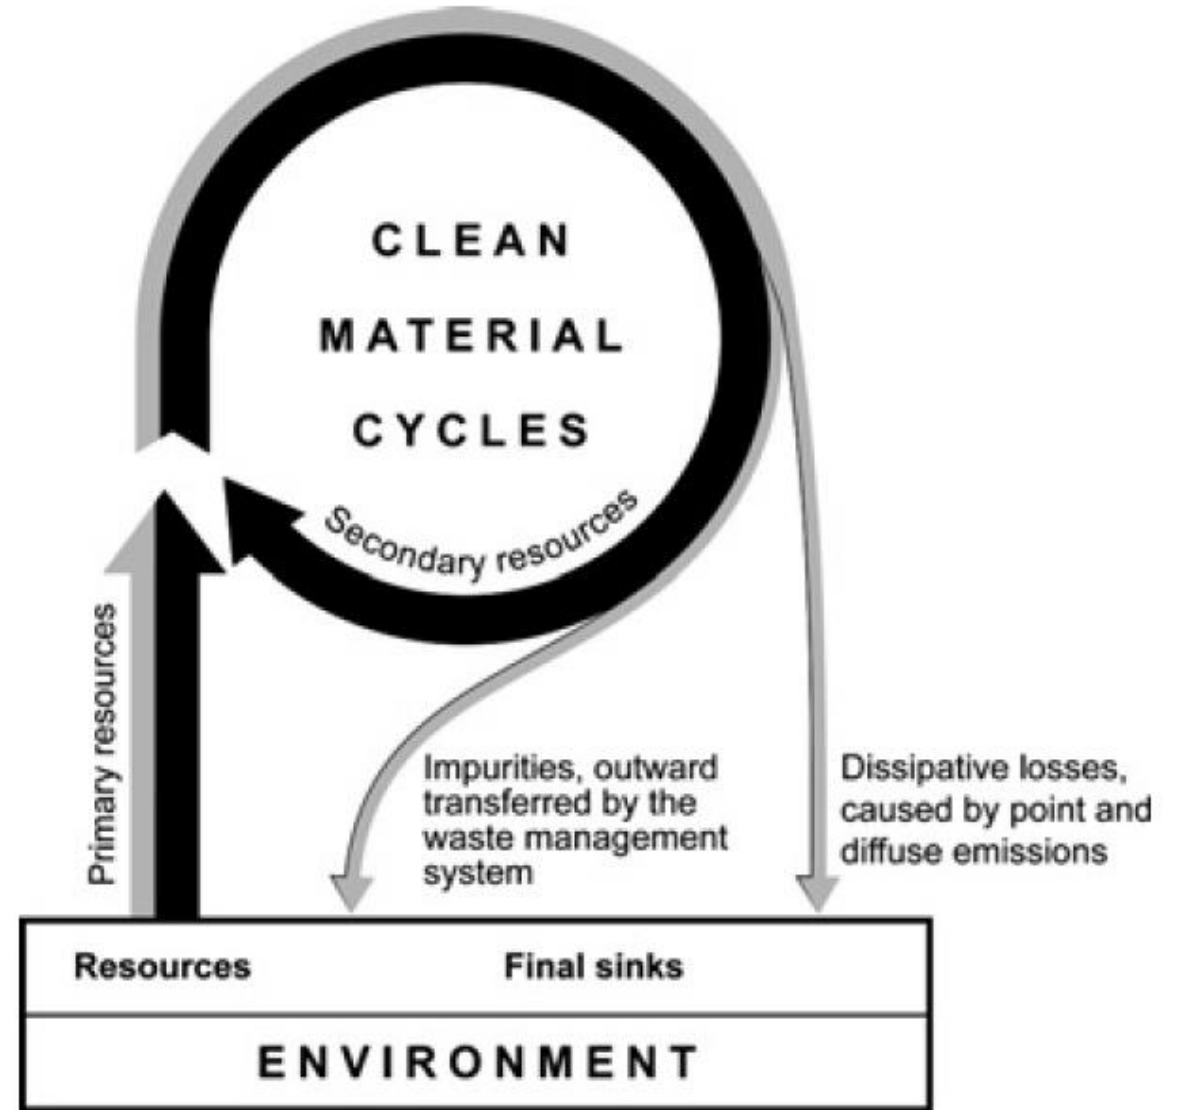 CLEAN
MATERIAL
CYCLES
Secondary resources
Primary resources
Impurities, outward
transferred by the
waste management
system
Dissipative losses,
caused by point and
diffuse emissions
Resources
Final sinks
ENVIRONMENT